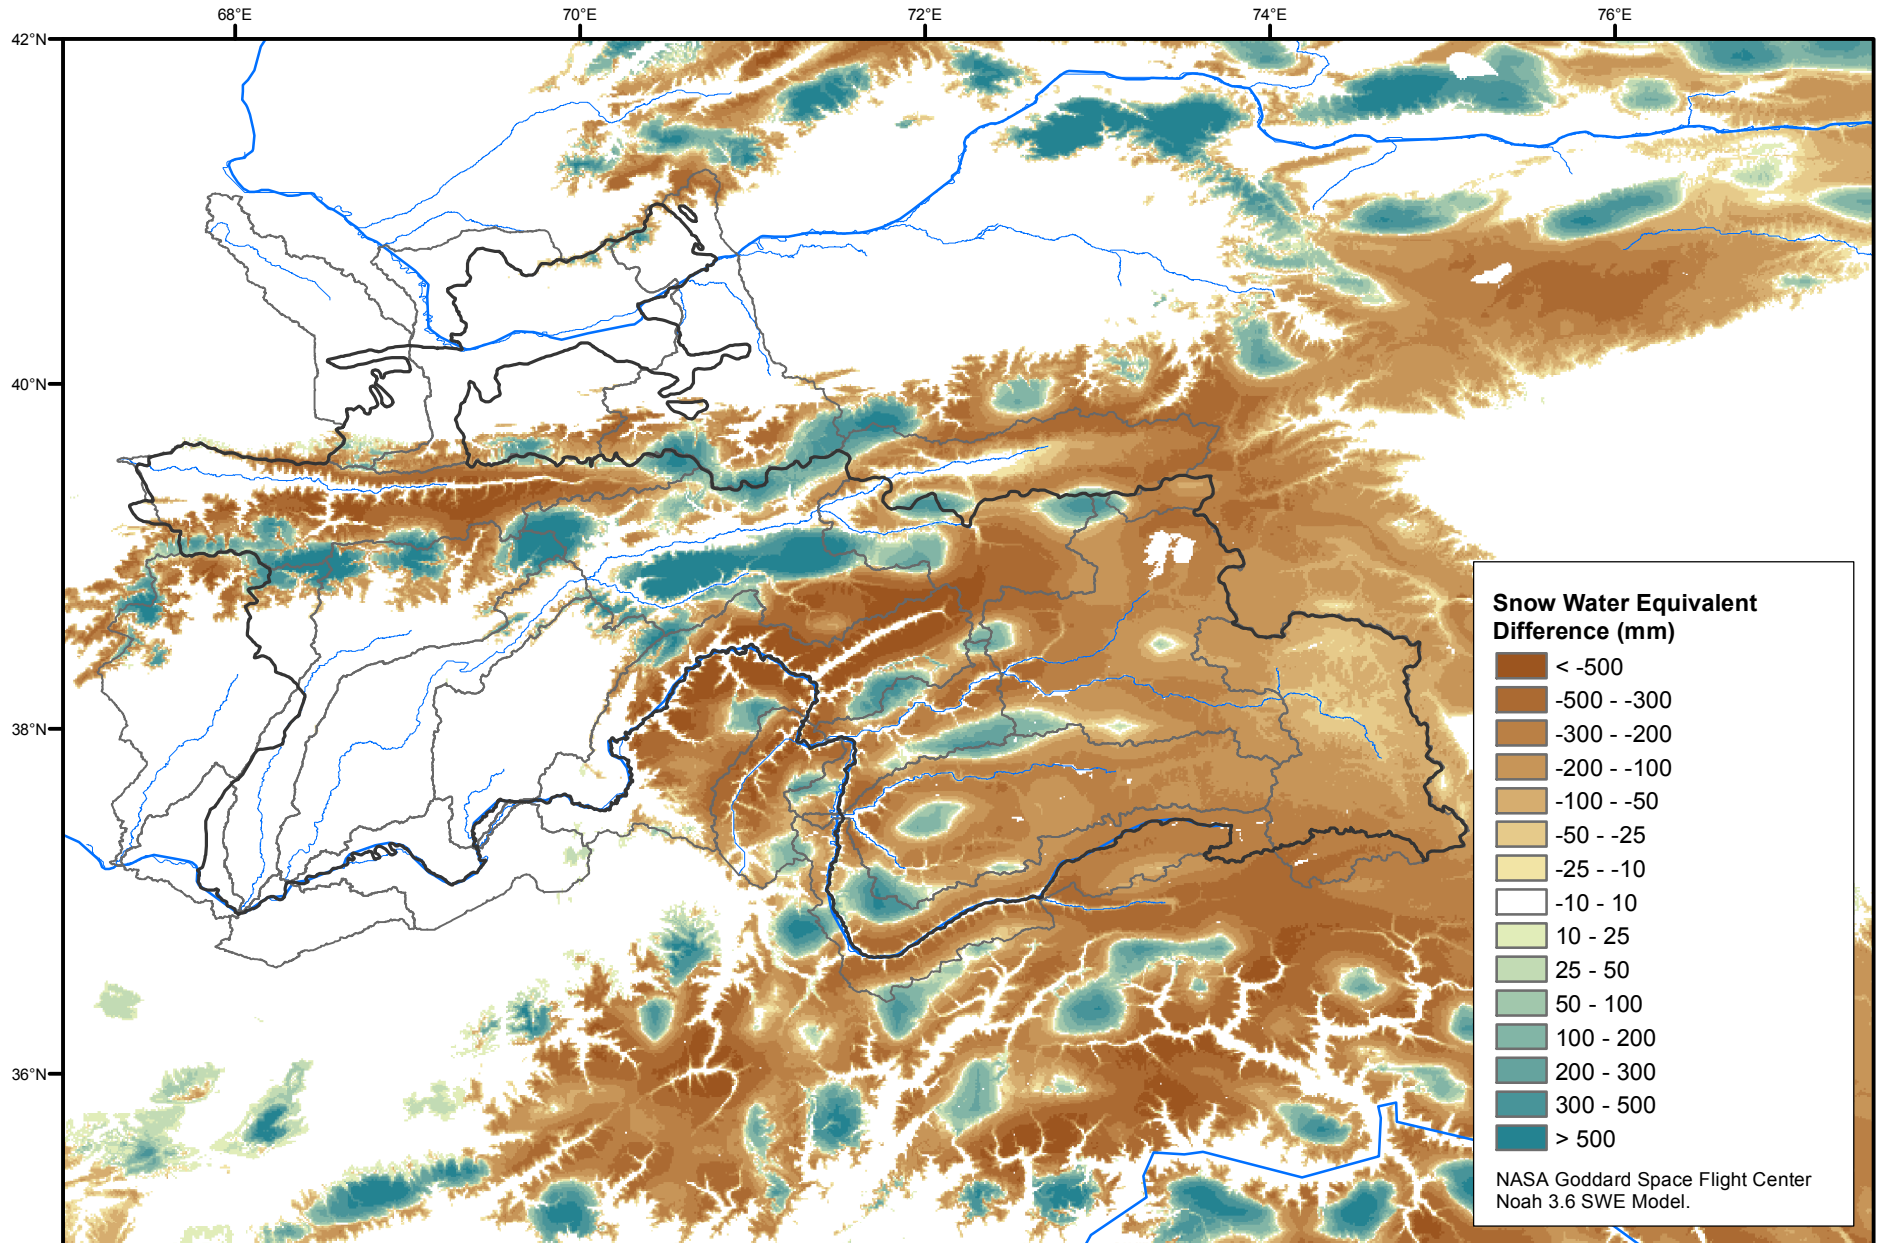 68°E
70°E
72°E
74°E
76°E
42°N
40°N
38°N
36°N
Snow Water Equivalent
Difference (mm)
< -500
-500 - -300
-300 - -200
-200 - -100
-100 - -50
-50 - -25
-25 - -10
-10 - 10
10 - 25
25 - 50
50 - 100
100 - 200
200 - 300
300 - 500
> 500
NASA Goddard Space Flight Center
Noah 3.6 SWE Model.